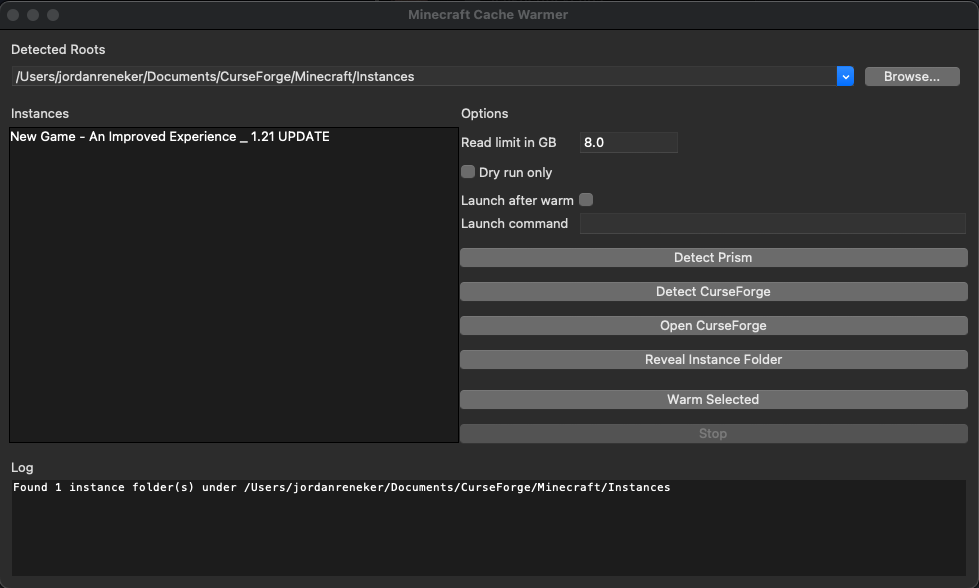 Minecraft Cache Warmer
Detected Roots
/Users/jordanreneker/Documents/CurseForge/Minecraft/Instances
Browse...
Instances
New Game - An Improved Experience _ 1.21 UPDATE
Options
Read limit in GB 8.0
Dry run only
Launch after warm
Launch command
Detect Prism
Detect CurseForge
Open CurseForge
Reveal Instance Folder
Warm Selected
Stop
Log
Found 1 instance folder(s) under /Users/jordanreneker/Documents/CurseForge/Minecraft/Instances